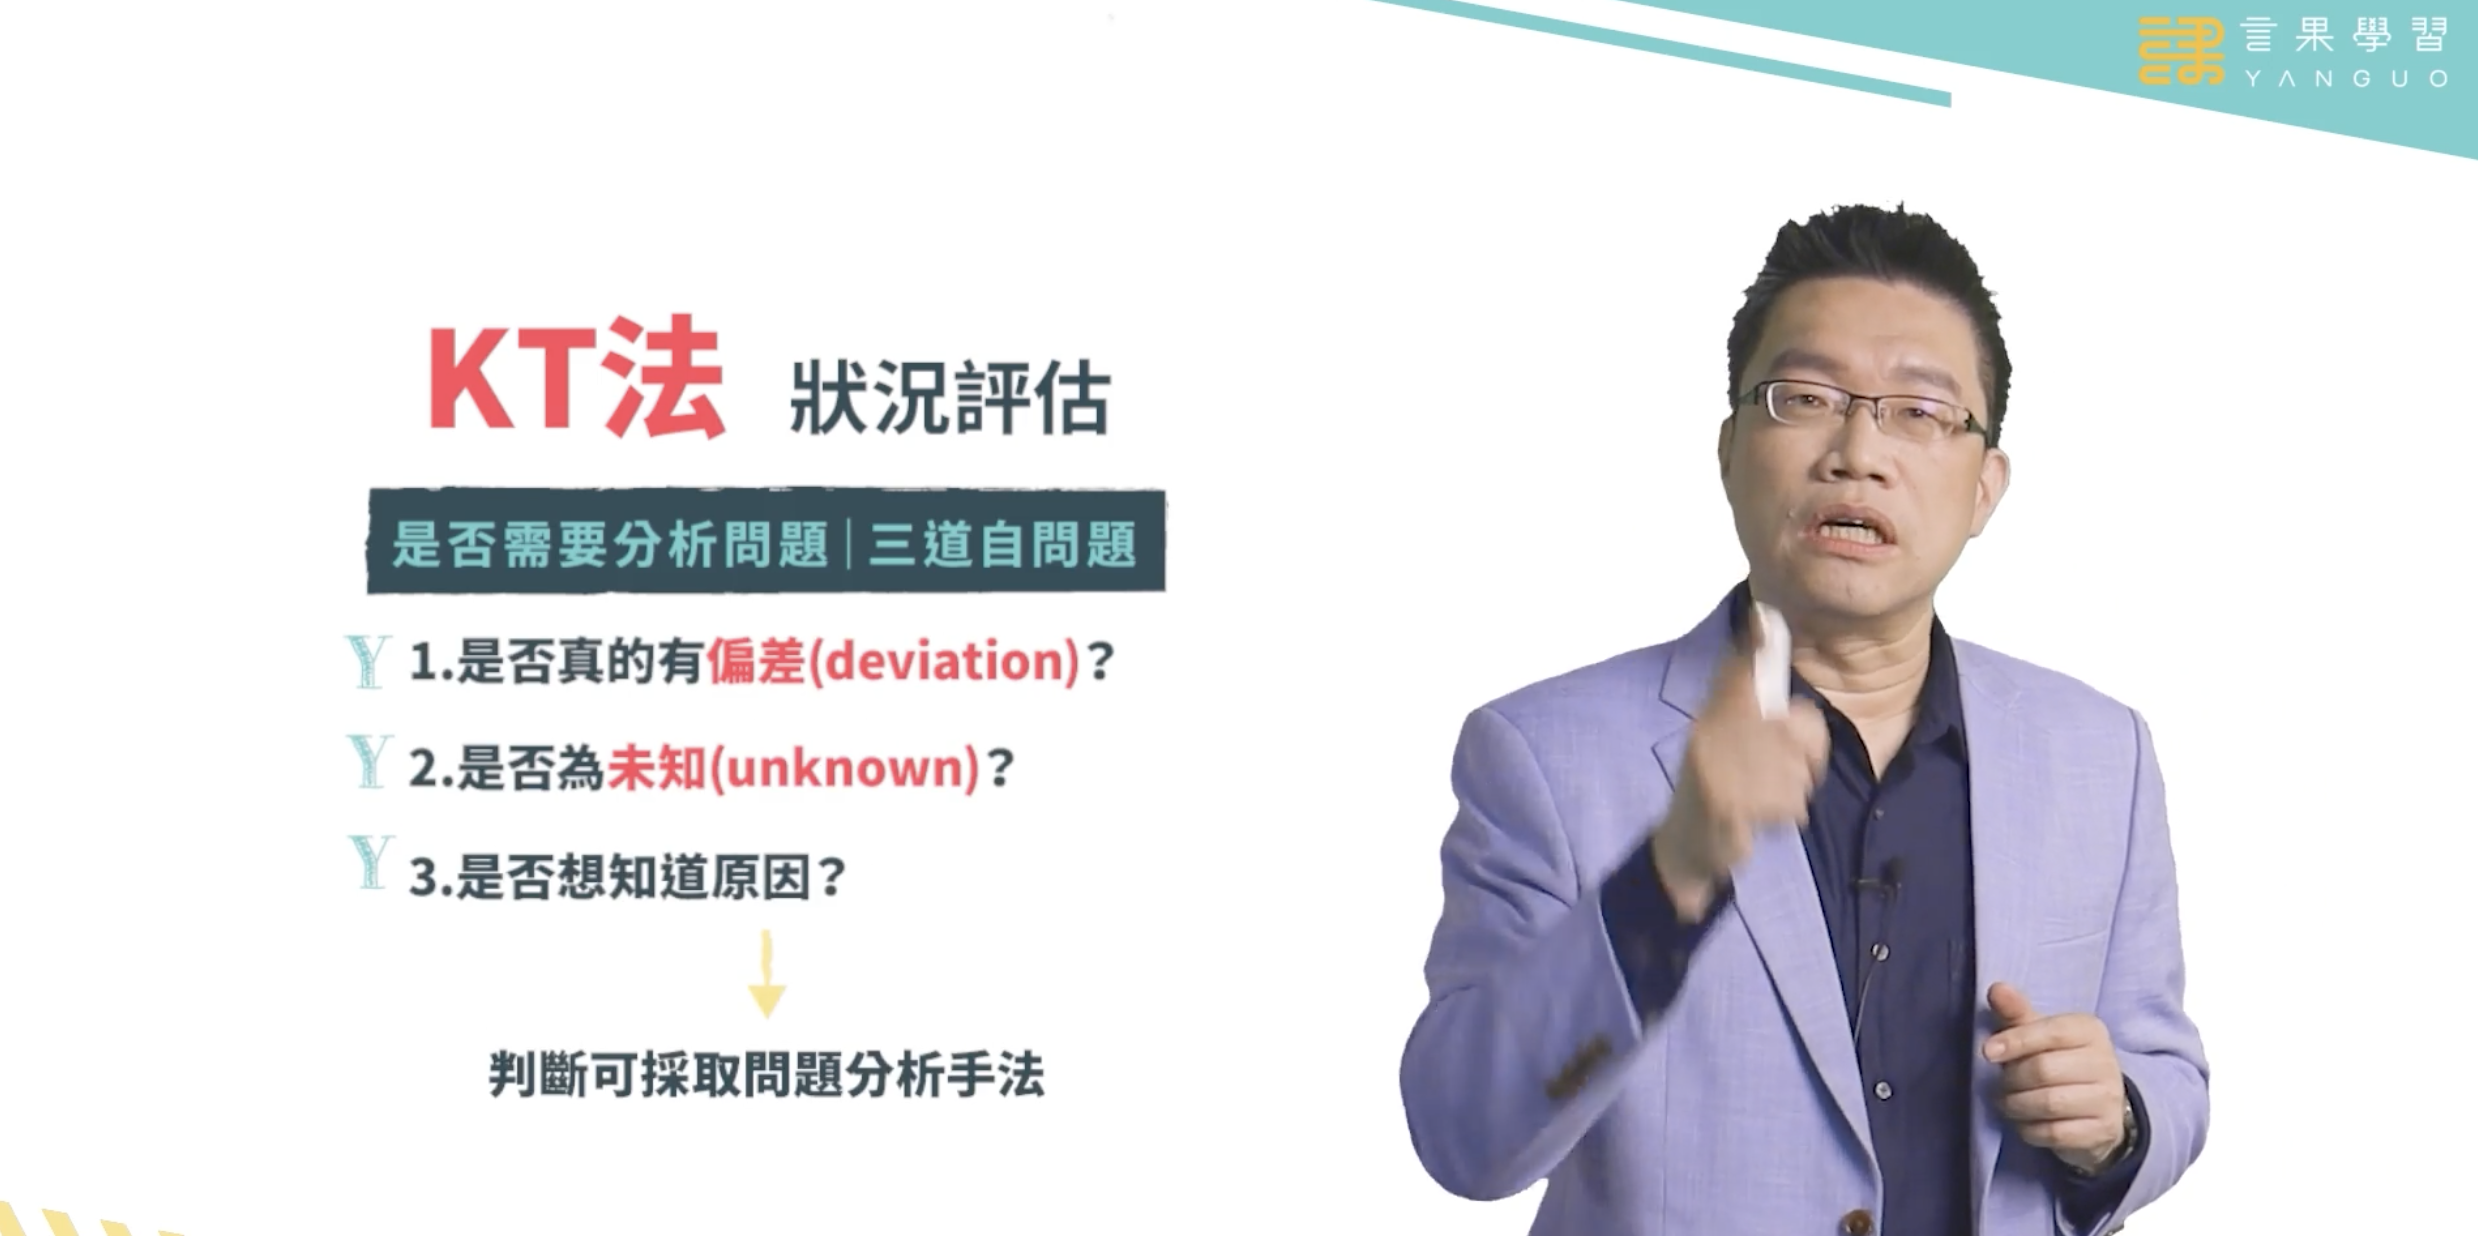 言果學習
YANGUO
KT法 狀況評估
是否需要分析問題|三道自問題
Y 1.是否真的有偏差(deviation)?
Y 2.是否為未知(unknown)?
Y 3.是否想知道原因?
判斷可採取問題分析手法